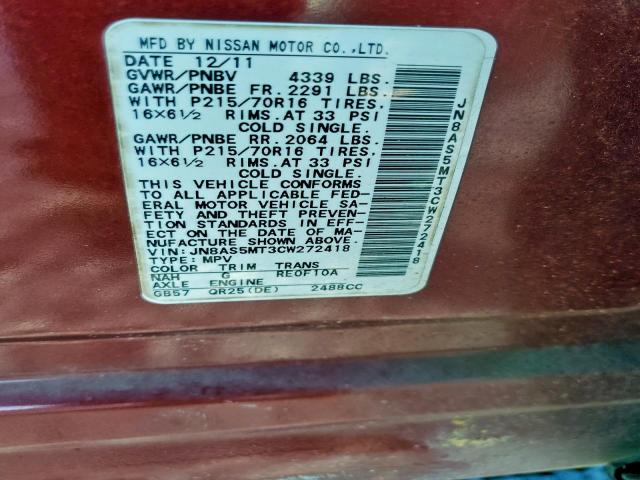 MFD BY NISSAN MOTOR CO.,LTD.
DATE 12/11
GVWR/PNBV 4339 LBS.
GAWR/PNBE FR. 2291 LBS.
WITH P215/70R16 TIRES.
16×6½ RIMS.AT 33 PSI
COLD SINGLE.
GAWR/PNBE RR. 2064 LBS.
WITH P215/70R16 TIRES.
16×6½ RIMS.AT 33 PSI
COLD SINGLE.
THIS VEHICLE CONFORMS
TO ALL APPLICABLE FED-
ERAL MOTOR VEHICLE SA-
FETY AND THEFT PREVEN-
TION STANDARDS IN EFF-
ECT ON THE DATE OF MA-
NUFACTURE SHOWN ABOVE.
VIN: JN8AS5MT3CW272418
TYPE: MPV
COLOR TRIM TRANS
NAH G RE0F10A
AXLE ENGINE
GB57 QR25(DE) 2488CC
JN8AS5MT3CW272418